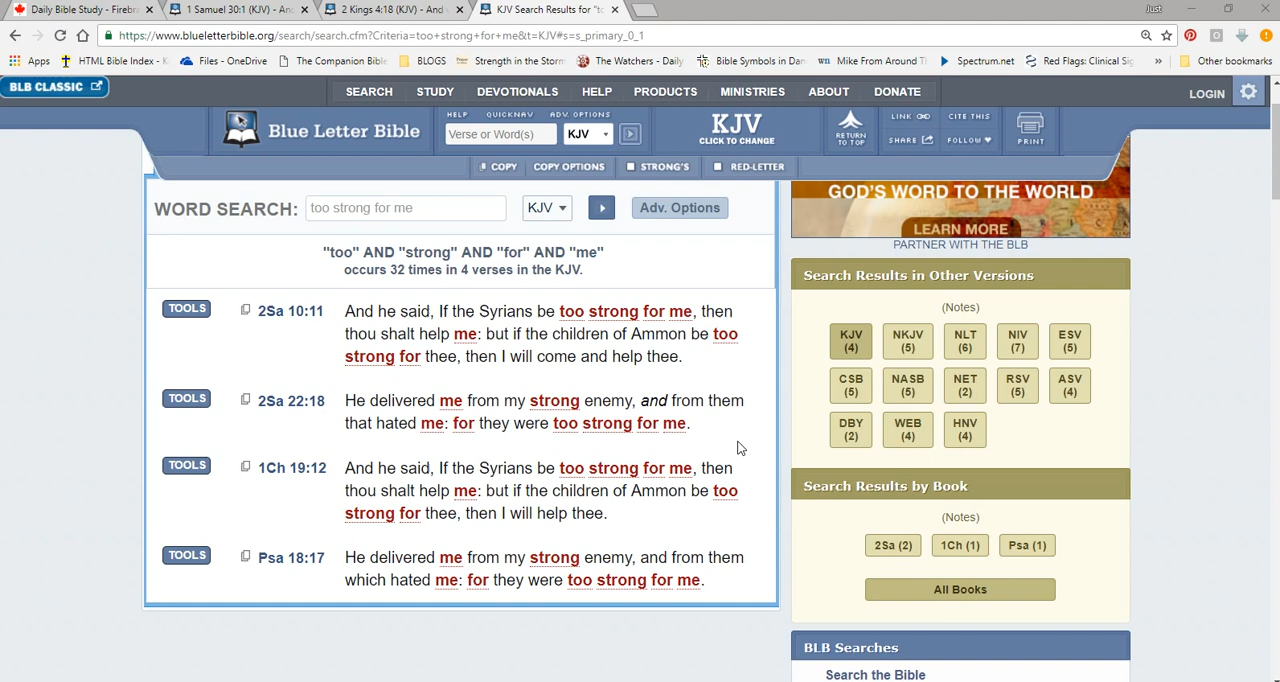 Daily Bible Study - Firebra
1 Samuel 30:1 (KJV) - An
2 Kings 4:18 (KJV) - And
KJV Search Results for "to
Just
https://www.blueletterbible.org/search/search.cfm?Criteria=too+strong+for+me&t=KJV#s=s_primary_0_1
Apps
HTML Bible Index - K
Files - OneDrive
The Companion Bible
BLOGS
Strength in the Storm
The Watchers - Daily
Bible Symbols in Dan
Mike From Around T
Spectrum.net
Red Flags: Clinical Sig
»
Other bookmarks
BLB CLASSIC
SEARCH STUDY DEVOTIONALS HELP PRODUCTS MINISTRIES ABOUT DONATE
LOGIN
Blue Letter Bible
HELP QUICKNAV ADV. OPTIONS
Verse or Word(s) KJV
KJV
CLICK TO CHANGE
RETURN
TO TOP
LINK CITE THIS
SHARE FOLLOW
PRINT
COPY COPY OPTIONS STRONG'S RED-LETTER
WORD SEARCH: too strong for me KJV Adv. Options
"too" AND "strong" AND "for" AND "me"
occurs 32 times in 4 verses in the KJV.
TOOLS 2Sa 10:11 And he said, If the Syrians be too strong for me, then
thou shalt help me: but if the children of Ammon be too
strong for thee, then I will come and help thee.
TOOLS 2Sa 22:18 He delivered me from my strong enemy, and from them
that hated me: for they were too strong for me.
TOOLS 1Ch 19:12 And he said, If the Syrians be too strong for me, then
thou shalt help me: but if the children of Ammon be too
strong for thee, then I will help thee.
TOOLS Psa 18:17 He delivered me from my strong enemy, and from them
which hated me: for they were too strong for me.
GOD'S WORD TO THE WORLD
LEARN MORE
PARTNER WITH THE BLB
Search Results in Other Versions
(Notes)
KJV NKJV NLT NIV ESV
(4) (5) (6) (7) (5)
CSB NASB NET RSV ASV
(5) (5) (2) (5) (4)
DBY WEB HNV
(2) (4) (4)
Search Results by Book
(Notes)
2Sa (2) 1Ch (1) Psa (1)
All Books
BLB Searches
Search the Bible